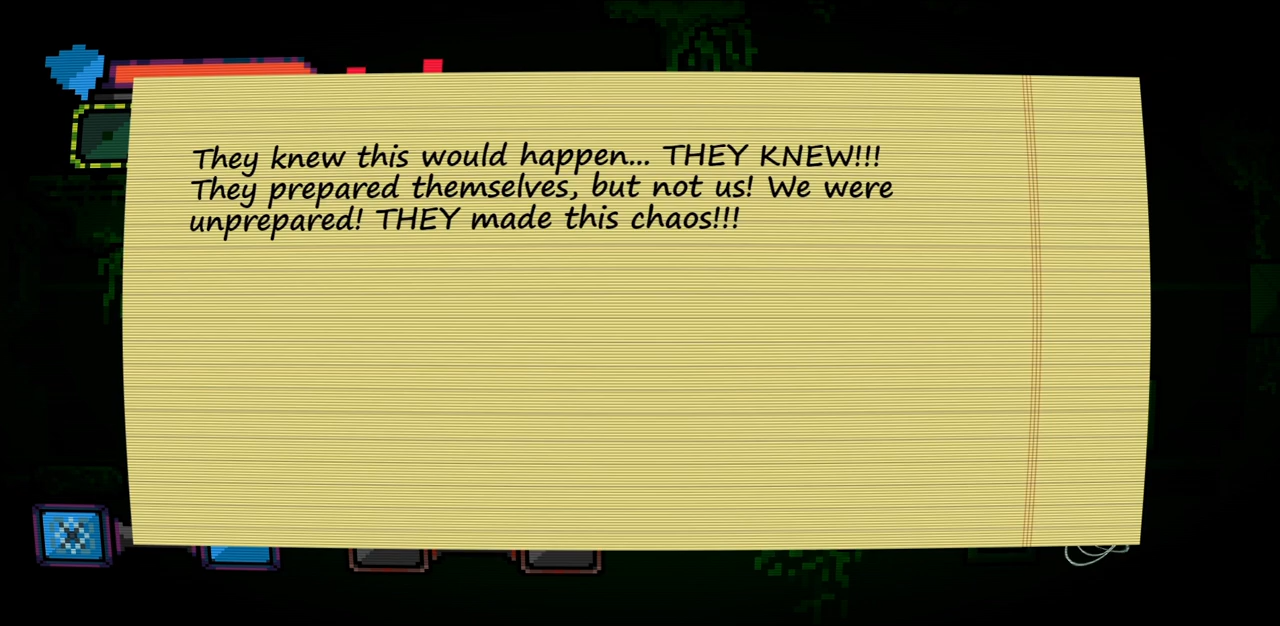 They knew this would happen... THEY KNEW!!!
They prepared themselves, but not us! We were
unprepared! THEY made this chaos!!!